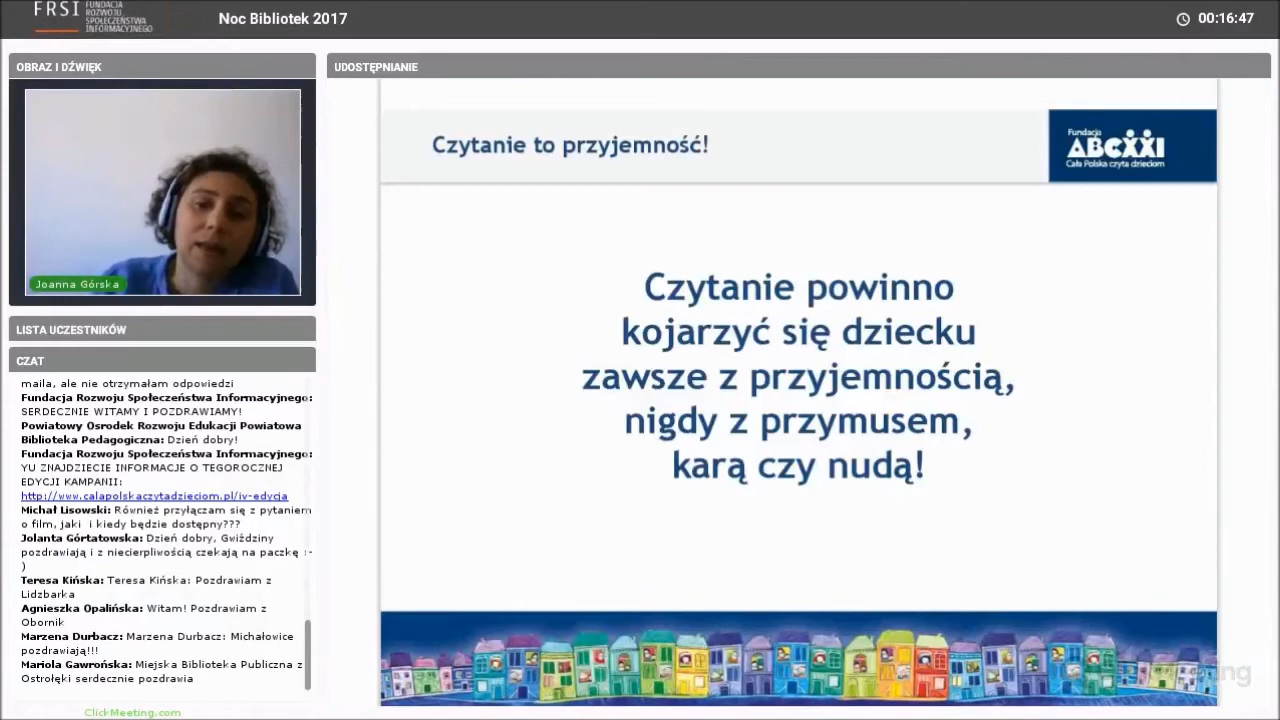 FRSI
FUNDACJA
ROZWOJU
SPOŁECZEŃSTWA
INFORMACYJNEGO
Noc Bibliotek 2017
00:16:47
OBRAZ I DŹWIĘK
Joanna Górska
LISTA UCZESTNIKÓW
CZAT
maila, ale nie otrzymałam odpowiedzi
Fundacja Rozwoju Społeczeństwa Informacyjnego:
SERDECZNIE WITAMY I POZDRAWIAMY!
Powiatowy Osrodek Rozwoju Edukacji Powiatowa
Biblioteka Pedagogiczna: Dzień dobry!
Fundacja Rozwoju Społeczeństwa Informacyjnego:
YU ZNAJDZIECIE INFORMACJE O TEGOROCZNEJ
EDYCJI KAMPANII:
http://www.calapolskaczytadzieciom.pl/iv-edycja
Michał Lisowski: Również przyłączam się z pytaniem
o film, jaki i kiedy będzie dostępny???
Jolanta Górtatowska: Dzień dobry, Gwiździny
pozdrawiają i z niecierpliwością czekają na paczkę :-
)
Teresa Kińska: Teresa Kińska: Pozdrawiam z
Lidzbarka
Agnieszka Opalińska: Witam! Pozdrawiam z
Obornik
Marzena Durbacz: Marzena Durbacz: Michałowice
pozdrawiają!!!
Mariola Gawrońska: Miejska Biblioteka Publiczna z
Ostrołęki serdecznie pozdrawia
ClickMeeting.com
UDOSTĘPNIANIE
Czytanie to przyjemność!
Fundacja
ABCXXI
Cała Polska czyta dzieciom
Czytanie powinno
kojarzyć się dziecku
zawsze z przyjemnością,
nigdy z przymusem,
karą czy nudą!